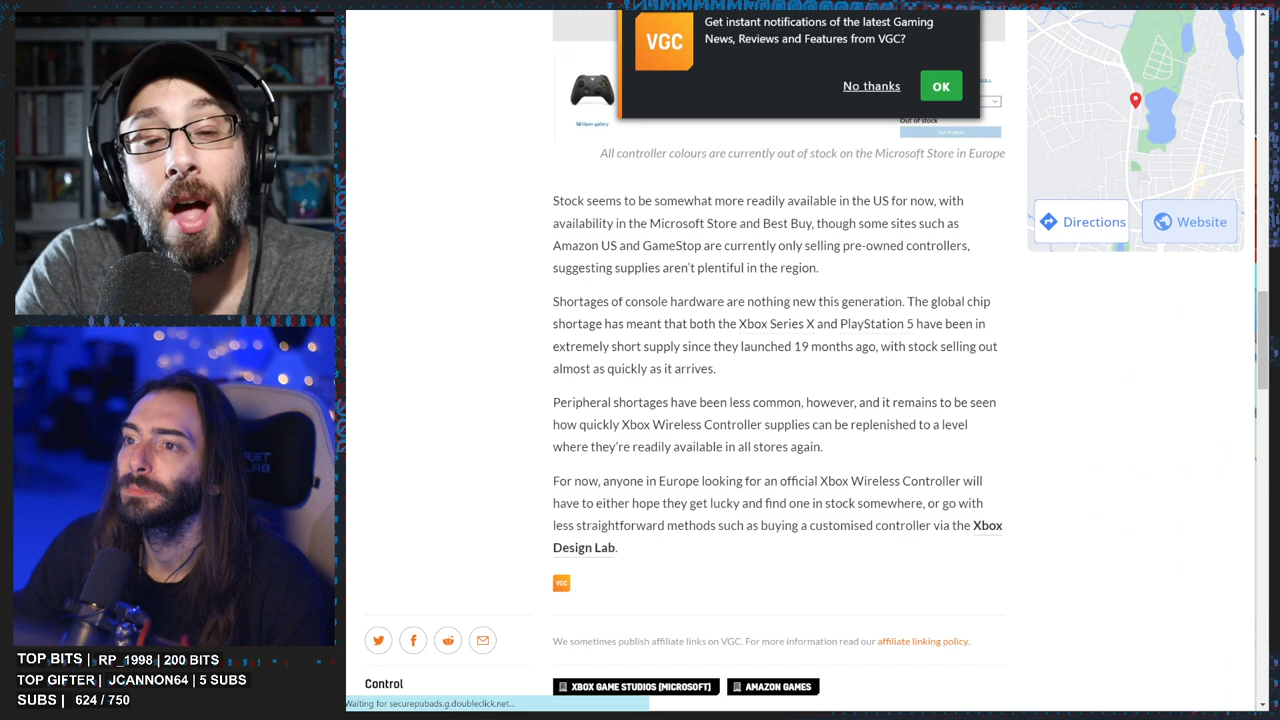 Get instant notifications of the latest Gaming
News, Reviews and Features from VGC?
VGC
No thanks
OK
Open gallery
Out of stock
Out of stock
All controller colours are currently out of stock on the Microsoft Store in Europe
Stock seems to be somewhat more readily available in the US for now, with
availability in the Microsoft Store and Best Buy, though some sites such as
Amazon US and GameStop are currently only selling pre-owned controllers,
suggesting supplies aren’t plentiful in the region.
Shortages of console hardware are nothing new this generation. The global chip
shortage has meant that both the Xbox Series X and PlayStation 5 have been in
extremely short supply since they launched 19 months ago, with stock selling out
almost as quickly as it arrives.
Peripheral shortages have been less common, however, and it remains to be seen
how quickly Xbox Wireless Controller supplies can be replenished to a level
where they’re readily available in all stores again.
For now, anyone in Europe looking for an official Xbox Wireless Controller will
have to either hope they get lucky and find one in stock somewhere, or go with
less straightforward methods such as buying a customised controller via the Xbox
Design Lab.
VGC
We sometimes publish affiliate links on VGC. For more information read our affiliate linking policy.
Control
XBOX GAME STUDIOS (MICROSOFT)
AMAZON GAMES
Waiting for securepubads.g.doubleclick.net...
Directions
Website
TOP BITS | RP_1998 | 200 BITS
TOP GIFTER | JCANNON64 | 5 SUBS
SUBS | 624 / 750